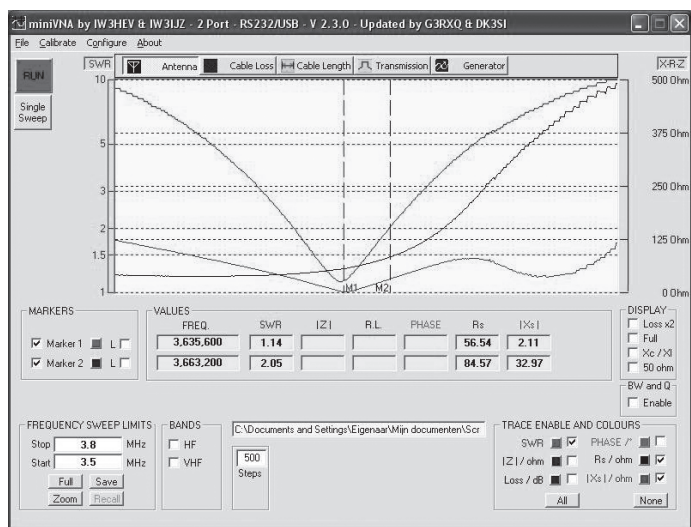 miniVNA by IW3HEV & IW3IJZ - 2 Port - RS232/USB - V 2.3.0 - Updated by G3RXQ & DK3SI
File Calibrate Configure About
RUN
Single
Sweep
SWR
Antenna Cable Loss Cable Length Transmission Generator
X-R-Z
10
5
3
2
1.5
1
M1 M2
500 Ohm
375 Ohm
250 Ohm
125 Ohm
0 Ohm
MARKERS
Marker 1 L
Marker 2 L
VALUES
FREQ. SWR |Z| R.L. PHASE Rs |Xs|
3,635,600 1.14 56.54 2.11
3,663,200 2.05 84.57 32.97
DISPLAY
Loss x2
Full
Xc / Xl
50 ohm
BW and Q
Enable
FREQUENCY SWEEP LIMITS
Stop 3.8 MHz
Start 3.5 MHz
Full Save
Zoom Recall
BANDS
HF
VHF
C:\Documents and Settings\Eigenaar\Mijn documenten\Scr
500
Steps
TRACE ENABLE AND COLOURS
SWR PHASE /°
|Z| / ohm Rs / ohm
Loss / dB |Xs| / ohm
All None